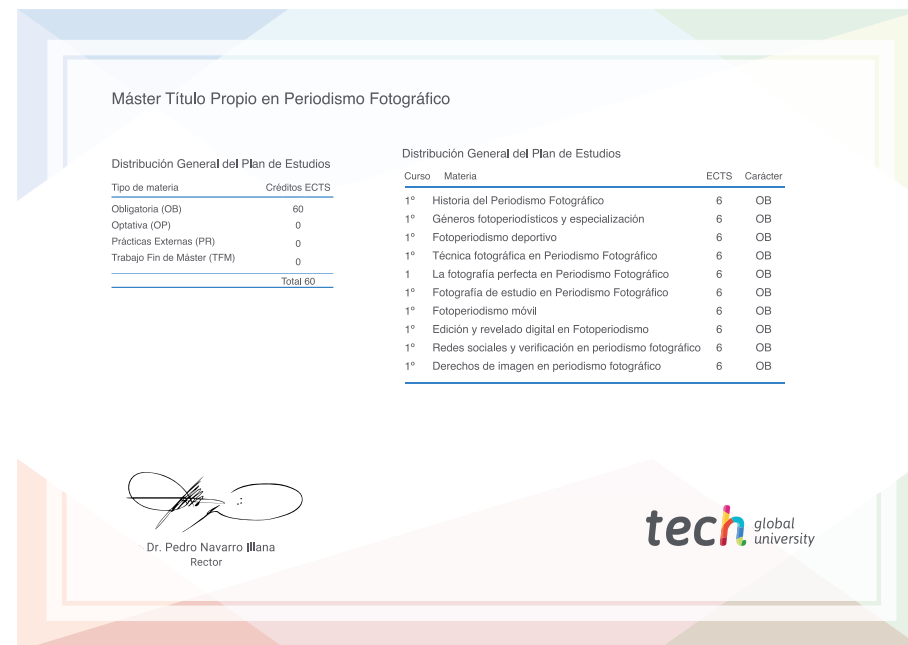 Máster Título Propio en Periodismo Fotográfico
Distribución General del Plan de Estudios
Tipo de materia Créditos ECTS
Obligatoria (OB) 60
Optativa (OP) 0
Prácticas Externas (PR) 0
Trabajo Fin de Máster (TFM) 0
Total 60
Distribución General del Plan de Estudios
Curso Materia ECTS Carácter
1º Historia del Periodismo Fotográfico 6 OB
1º Géneros fotoperiodísticos y especialización 6 OB
1º Fotoperiodismo deportivo 6 OB
1º Técnica fotográfica en Periodismo Fotográfico 6 OB
1 La fotografía perfecta en Periodismo Fotográfico 6 OB
1º Fotografía de estudio en Periodismo Fotográfico 6 OB
1º Fotoperiodismo móvil 6 OB
1º Edición y revelado digital en Fotoperiodismo 6 OB
1º Redes sociales y verificación en periodismo fotográfico 6 OB
1º Derechos de imagen en periodismo fotográfico 6 OB
Dr. Pedro Navarro Illana
Rector
tech global
university